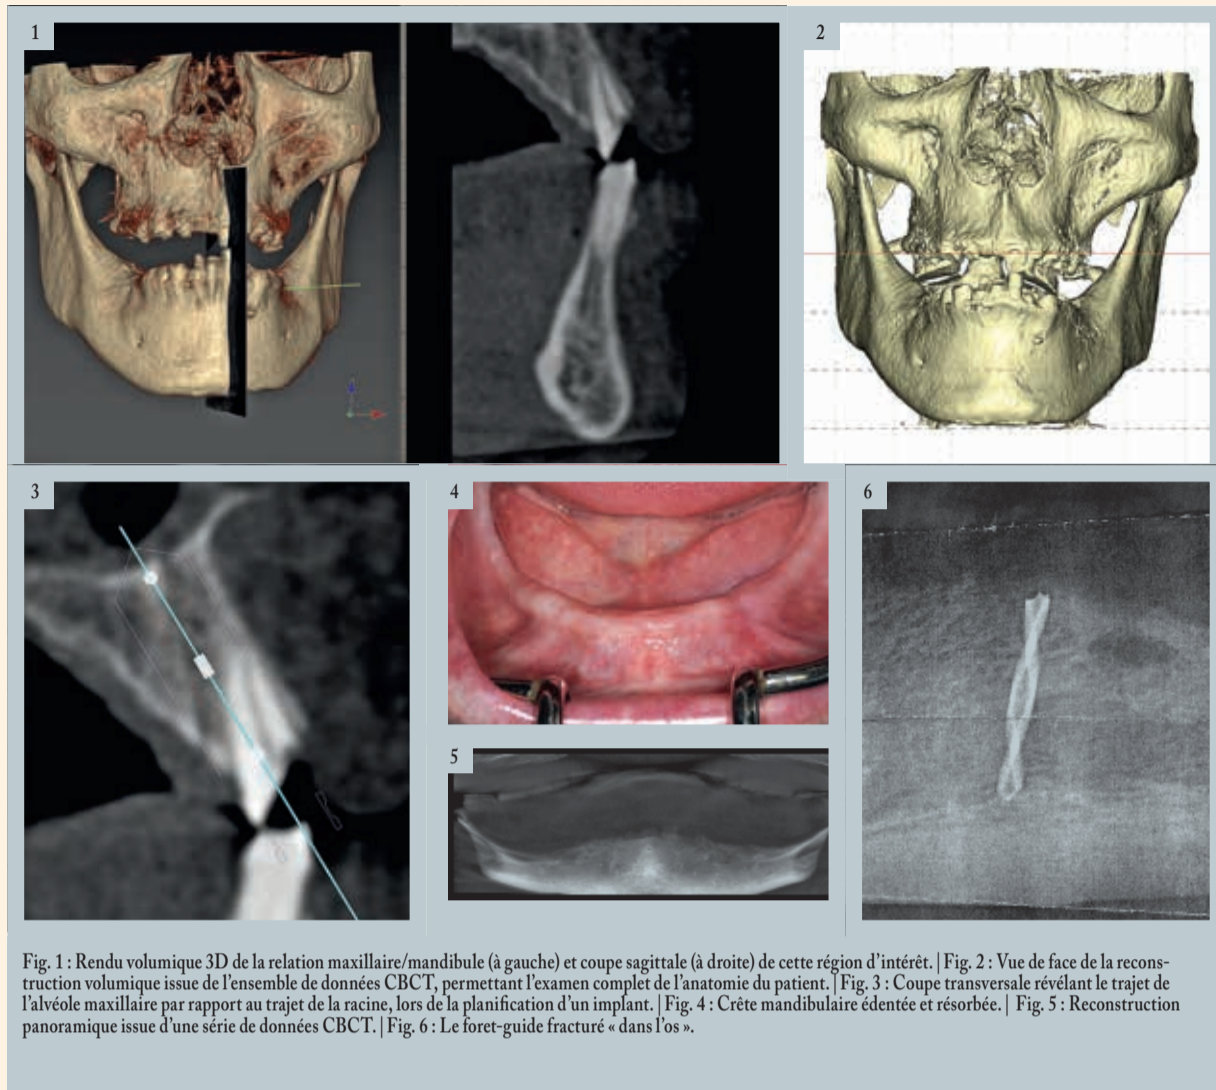 1
2
3
4
5
6
Fig. 1 : Rendu volumique 3D de la relation maxillaire/mandibule (à gauche) et coupe sagittale (à droite) de cette région d'intérêt. | Fig. 2 : Vue de face de la recons-
truction volumique issue de l'ensemble de données CBCT, permettant l'examen complet de l'anatomie du patient. | Fig. 3 : Coupe transversale révélant le trajet de
l'alvéole maxillaire par rapport au trajet de la racine, lors de la planification d'un implant. | Fig. 4 : Crête mandibulaire édentée et résorbée. | Fig. 5 : Reconstruction
panoramique issue d'une série de données CBCT. | Fig. 6 : Le foret-guide fracturé « dans l'os ».